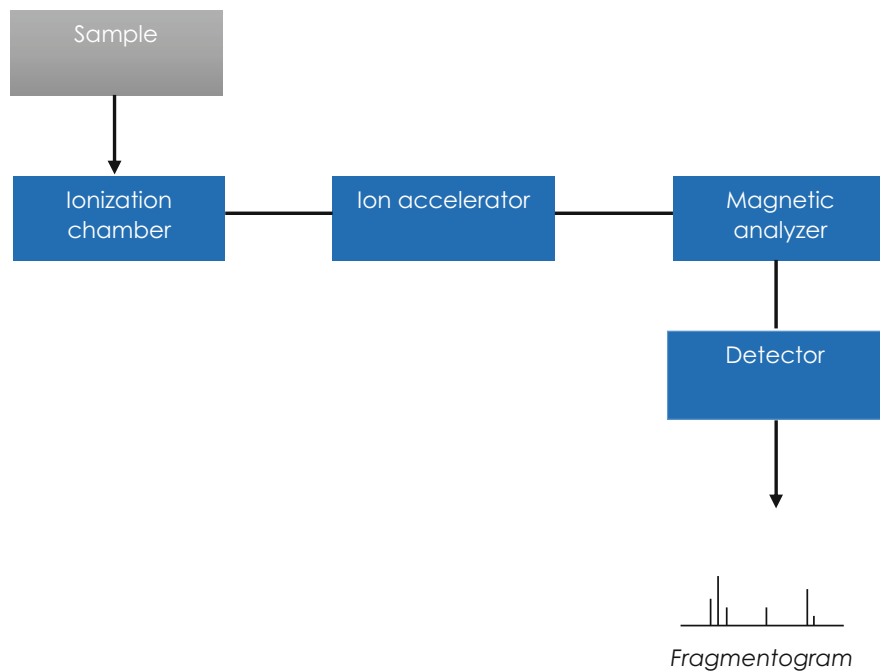 Sample
Ionization
chamber
Ion accelerator
Magnetic
analyzer
Detector
Fragmentogram